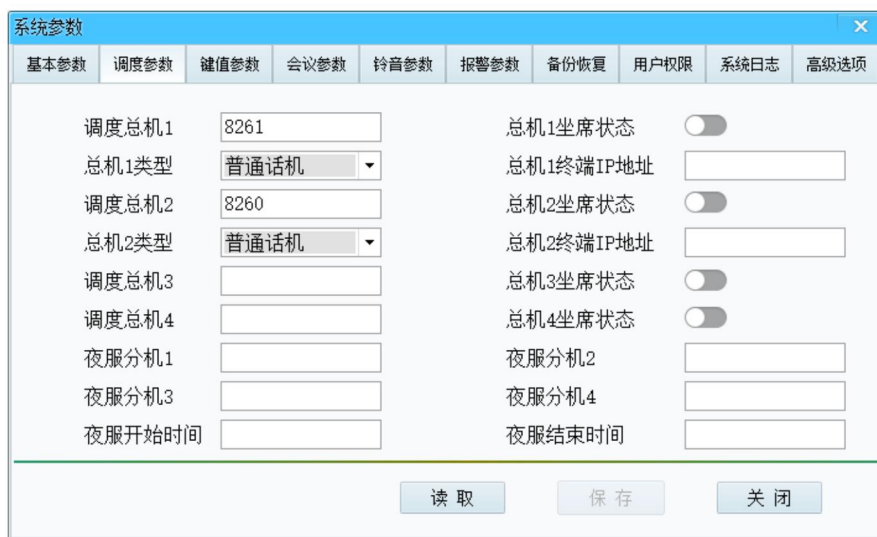 系统参数
基本参数 调度参数 键值参数 会议参数 铃音参数 报警参数 备份恢复 用户权限 系统日志 高级选项
调度总机1 8261 总机1坐席状态
总机1类型 普通话机 总机1终端IP地址
调度总机2 8260 总机2坐席状态
总机2类型 普通话机 总机2终端IP地址
调度总机3 总机3坐席状态
调度总机4 总机4坐席状态
夜服分机1 夜服分机2
夜服分机3 夜服分机4
夜服开始时间 夜服结束时间
读 取 保 存 关 闭